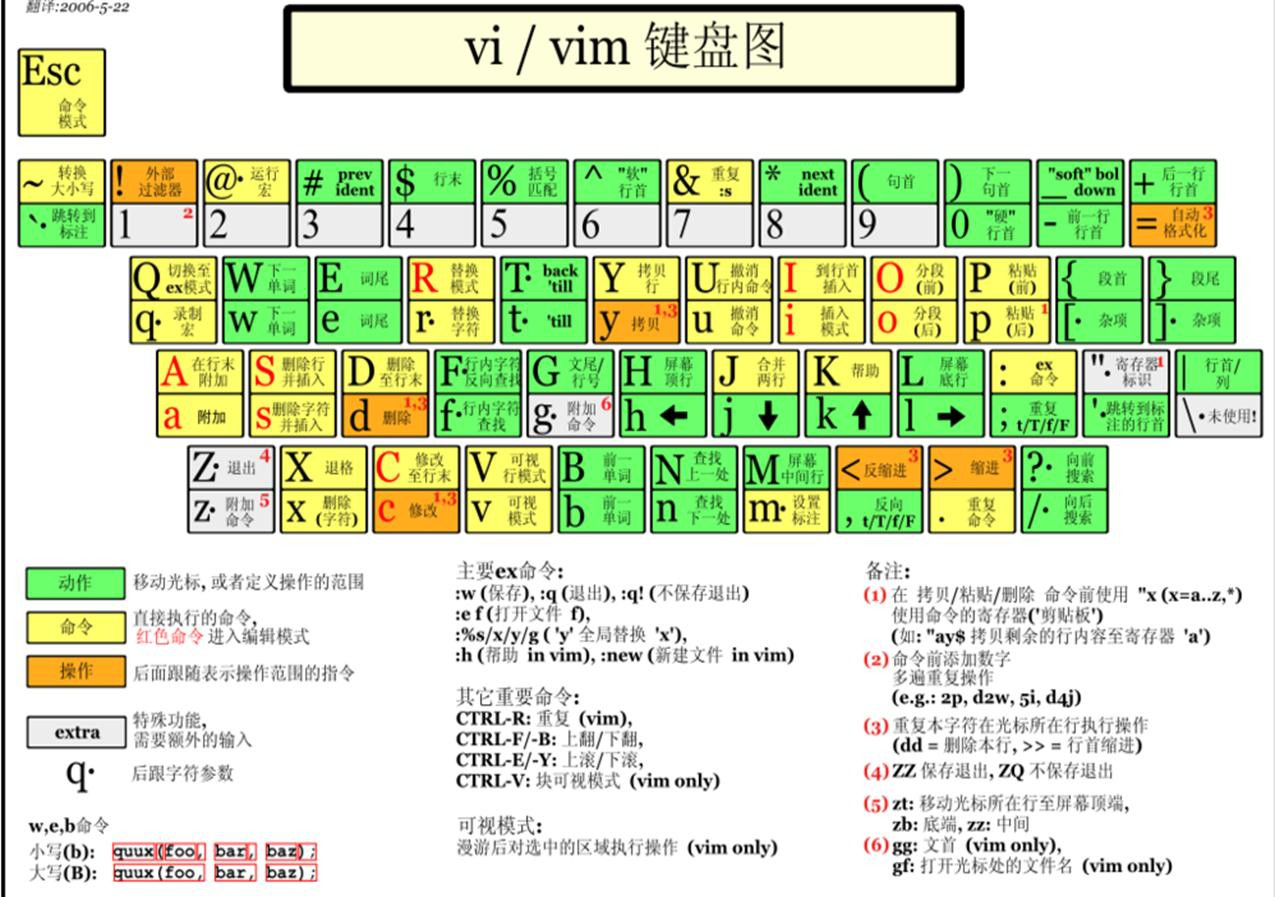 翻译:2006-5-22
vi / vim 键盘图
Esc
命令
模式
~ 转换
大小写
! 外部
过滤器
@· 运行
宏
# prev
ident
$ 行末
% 括号
匹配
^ "软"
行首
& 重复
:s
* next
ident
( 句首
) 下一
句首
"soft" bol
_ down
+ 后一行
行首
`· 跳转到
标注
1 2
2
3
4
5
6
7
8
9
0 "硬"
行首
- 前一行
行首
= 自动 3
格式化
Q 切换至
ex模式
W 下一
单词
E 词尾
R 替换
模式
T· back
'till
Y 拷贝
行
U 撤消
行内命令
I 到行首
插入
O 分段
(前)
P 粘贴
(前)
{ 段首
} 段尾
q· 录制
宏
w 下一
单词
e 词尾
r· 替换
字符
t· 'till
y 拷贝 1,3
u 撤消
命令
i 插入
模式
o 分段
(后)
p 粘贴 1
(后)
[· 杂项
]· 杂项
A 在行末
附加
S 删除行
并插入
D 删除
至行末
F· 行内字符
反向查找
G 文尾/
行号
H 屏幕
顶行
J 合并
两行
K 帮助
L 屏幕
底行
: ex
命令
"· 寄存器 1
标识
| 行首/
列
a 附加
s 删除字符
并插入
d 删除 1,3
f· 行内字符
查找
g· 附加 6
命令
h ←
j ↓
k ↑
l →
; 重复
t/T/f/F
'· 跳转到标
注的行首
\· 未使用!
Z· 退出 4
X 退格
C 修改
至行末
V 可视
行模式
B 前一
单词
N 查找
上一处
M 屏幕
中间行
< 反缩进 3
> 缩进 3
?· 向前
搜索
z· 附加 5
命令
x 删除
(字符)
c 修改 1,3
v 可视
模式
b 前一
单词
n 查找
下一处
m· 设置
标注
, 反向
t/T/f/F
. 重复
命令
/· 向后
搜索
动作 移动光标, 或者定义操作的范围
命令 直接执行的命令,
红色命令 进入编辑模式
操作 后面跟随表示操作范围的指令
extra 特殊功能,
需要额外的输入
q· 后跟字符参数
w,e,b命令
小写(b): quux(foo, bar, baz);
大写(B): quux(foo, bar, baz);
主要ex命令:
:w (保存), :q (退出), :q! (不保存退出)
:e f (打开文件 f),
:%s/x/y/g ( 'y' 全局替换 'x'),
:h (帮助 in vim), :new (新建文件 in vim)
其它重要命令:
CTRL-R: 重复 (vim),
CTRL-F/-B: 上翻/下翻,
CTRL-E/-Y: 上滚/下滚,
CTRL-V: 块可视模式 (vim only)
可视模式:
漫游后对选中的区域执行操作 (vim only)
备注:
(1) 在 拷贝/粘贴/删除 命令前使用 "x (x=a..z,*)
使用命令的寄存器('剪贴板')
(如: "ay$ 拷贝剩余的行内容至寄存器 'a')
(2) 命令前添加数字
多遍重复操作
(e.g.: 2p, d2w, 5i, d4j)
(3) 重复本字符在光标所在行执行操作
(dd = 删除本行, >> = 行首缩进)
(4) ZZ 保存退出, ZQ 不保存退出
(5) zt: 移动光标所在行至屏幕顶端,
zb: 底端, zz: 中间
(6) gg: 文首 (vim only),
gf: 打开光标处的文件名 (vim only)